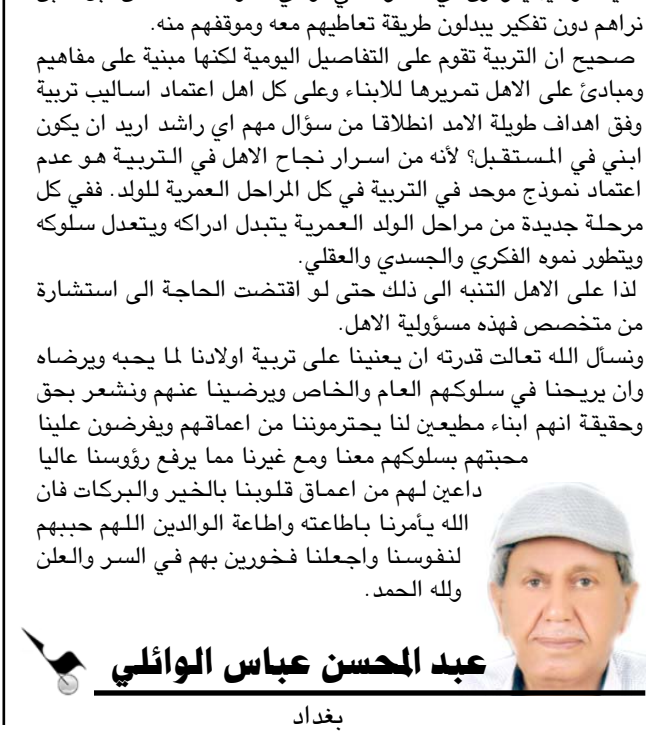 نراهم دون تفكير يبدلون طريقة تعاطيهم معه وموقفهم منه.
صحيح ان التربية تقوم على التفاصيل اليومية لكنها مبنية على مفاهيم
ومبادئ على الاهل تمريرها للابناء وعلى كل اهل اعتماد اساليب تربية
وفق اهداف طويلة الامد انطلاقا من سؤال مهم اي راشد اريد ان يكون
ابني في المستقبل؟ لأنه من اسرار نجاح الاهل في التربية هو عدم
اعتماد نموذج موحد في التربية في كل المراحل العمرية للولد. ففي كل
مرحلة جديدة من مراحل الولد العمرية يتبدل ادراكه ويتعدل سلوكه
ويتطور نموه الفكري والجسدي والعقلي.
لذا على الاهل التنبه الى ذلك حتى لو اقتضت الحاجة الى استشارة
من متخصص فهذه مسؤولية الاهل.
ونسأل الله تعالت قدرته ان يعنينا على تربية اولادنا لما يحبه ويرضاه
وان يريحنا في سلوكهم العام والخاص ويرضينا عنهم ونشعر بحق
وحقيقة انهم ابناء مطيعين لنا يحترموننا من اعماقهم ويفرضون علينا
محبتهم بسلوكهم معنا ومع غيرنا مما يرفع رؤوسنا عاليا
داعين لهم من اعماق قلوبنا بالخير والبركات فان
الله يأمرنا باطاعته واطاعة الوالدين اللهم حببهم
لنفوسنا واجعلنا فخورين بهم في السر والعلن
ولله الحمد.
عبد المحسن عباس الوائلي
بغداد